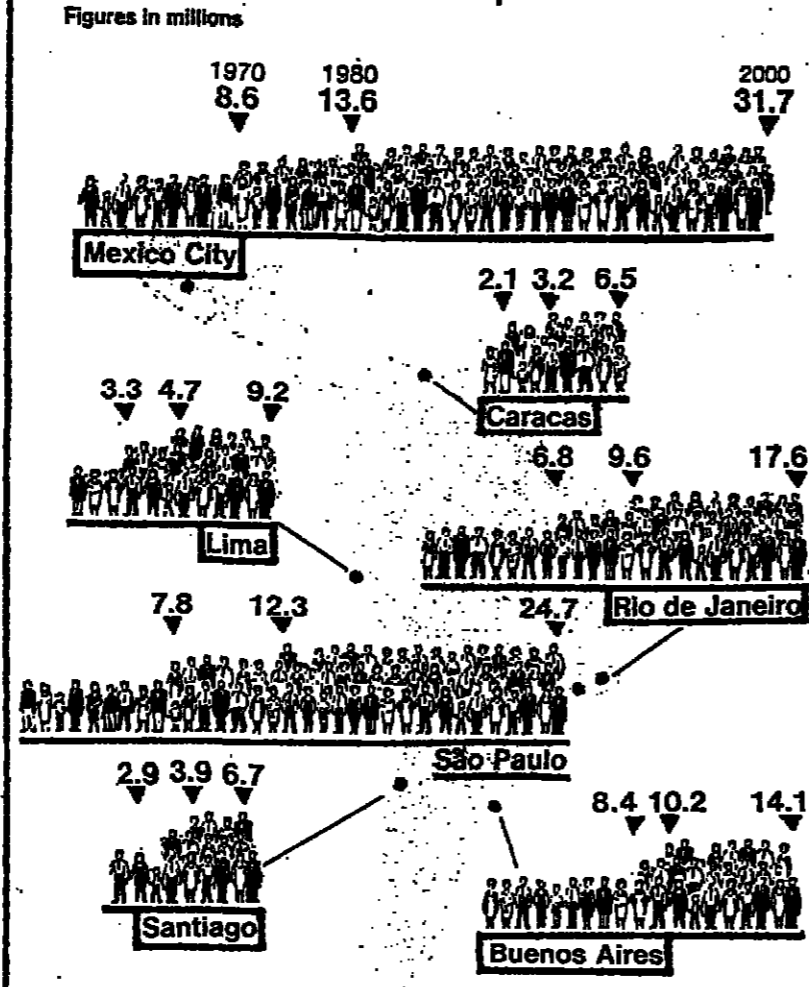 Figures in millions
1970 1980 2000
8.6 13.6 31.7
Mexico City
2.1 3.2 6.5
Caracas
3.3 4.7 9.2
Lima
6.8 9.6 17.6
Rio de Janeiro
7.8 12.3 24.7
São Paulo
2.9 3.9 6.7
Santiago
8.4 10.2 14.1
Buenos Aires